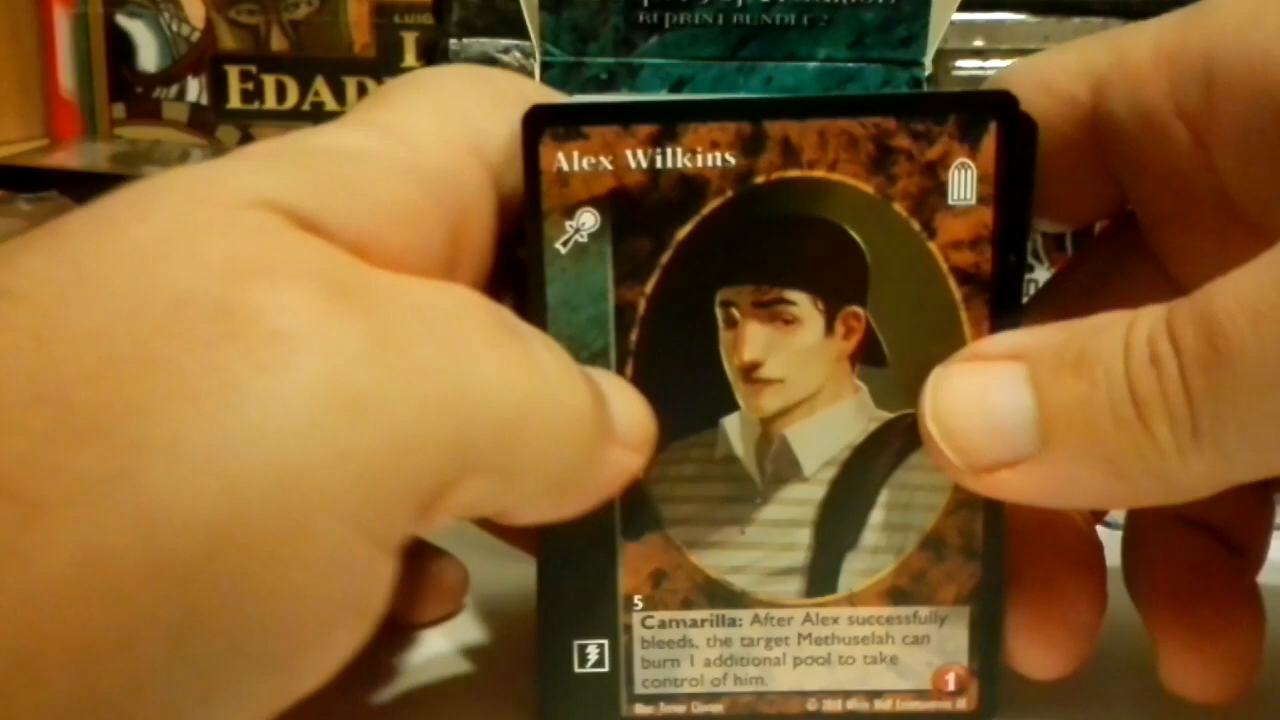 REPRINT BUNDLE 2
LUIG
I
EDAD
Alex Wilkins
5
Camarilla: After Alex successfully
bleeds, the target Methuselah can
burn 1 additional pool to take
control of him.
1